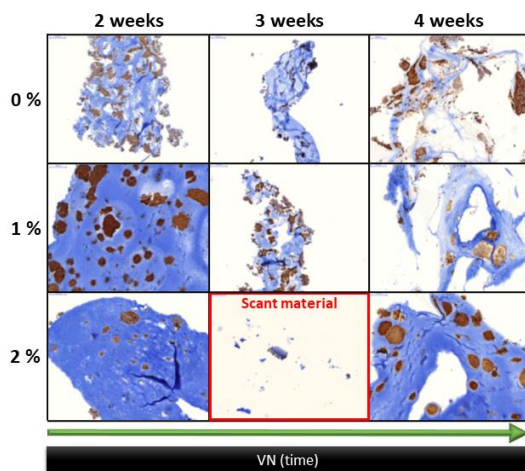 2 weeks 3 weeks 4 weeks
0 %
1 %
Scant material
2 %
VN (time)